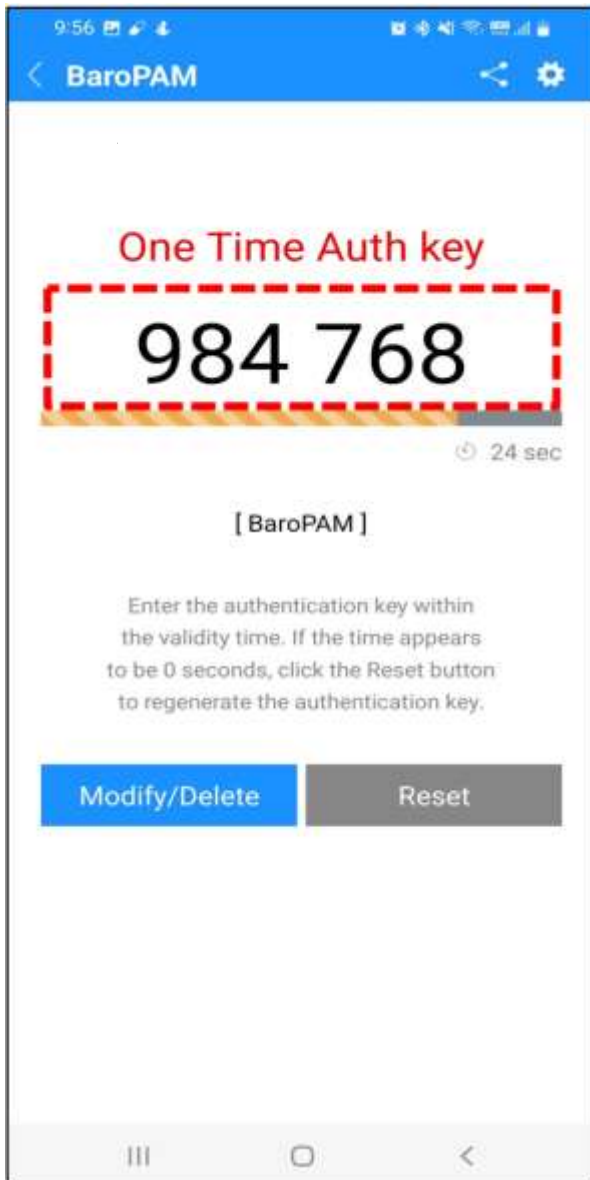 9:56
BaroPAM
One Time Auth key
984 768
24 sec
[ BaroPAM ]
Enter the authentication key within
the validity time. If the time appears
to be 0 seconds, click the Reset button
to regenerate the authentication key.
Modify/Delete
Reset